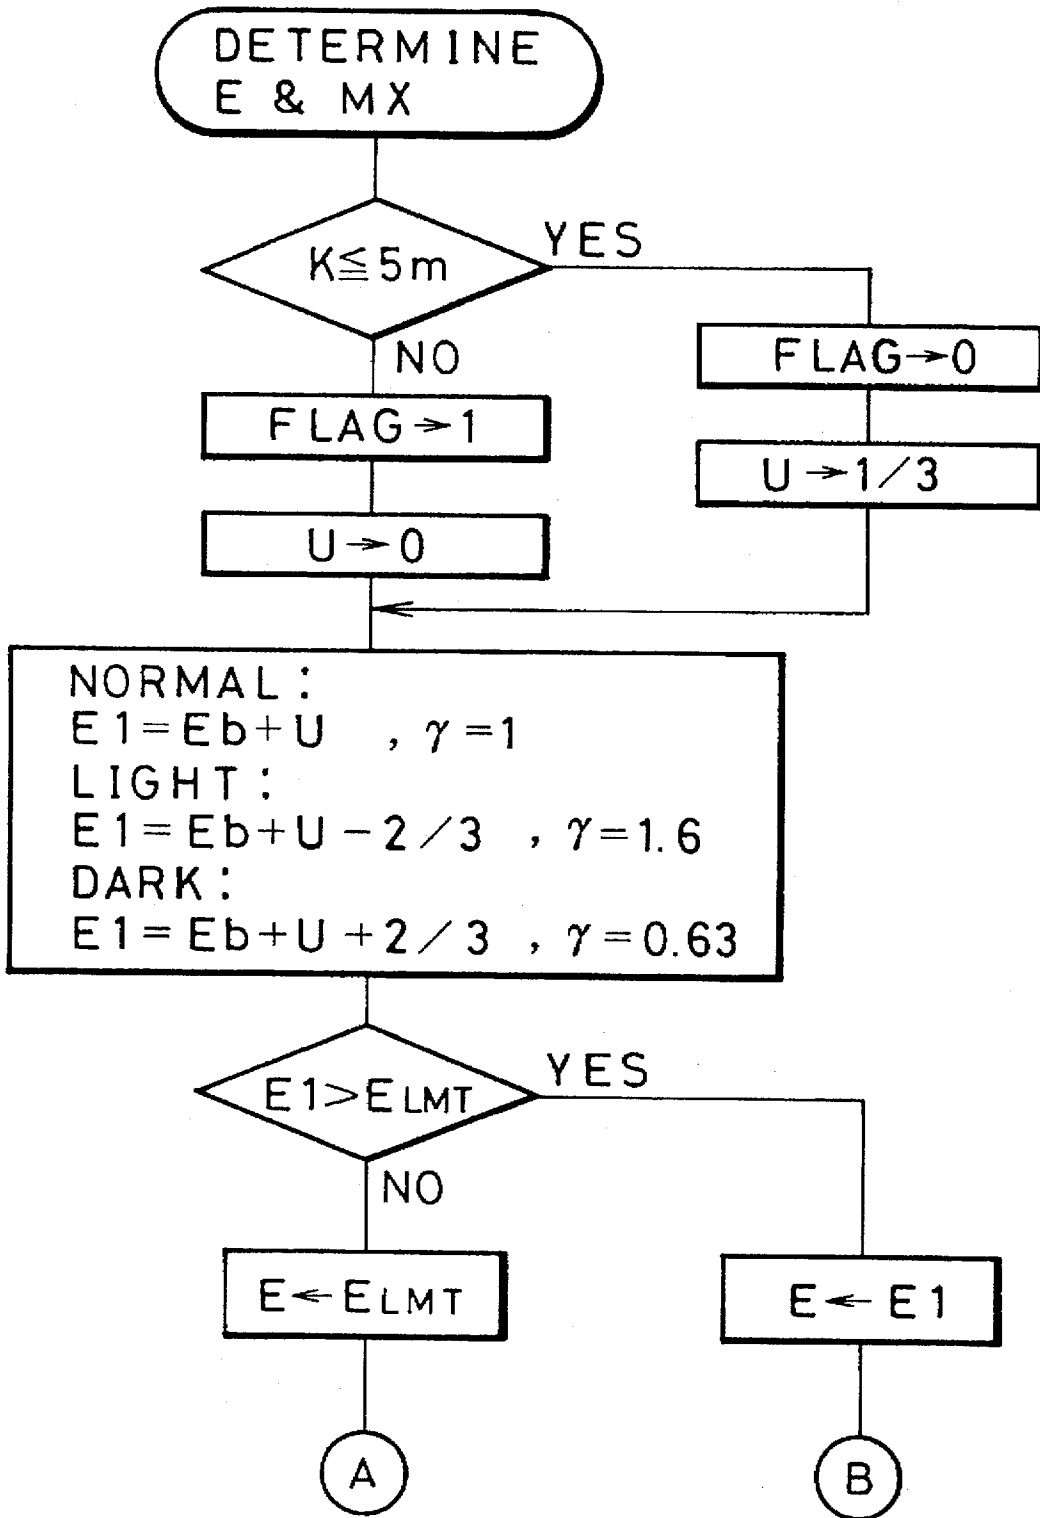 DETERMINE
E & MX
K≦5m
YES
NO
FLAG→0
FLAG→1
U→1/3
U→0
NORMAL:
E1=Eb+U , γ=1
LIGHT:
E1=Eb+U-2/3 , γ=1.6
DARK:
E1=Eb+U+2/3 , γ=0.63
E1>ELMT
YES
NO
E←ELMT
E←E1
A
B